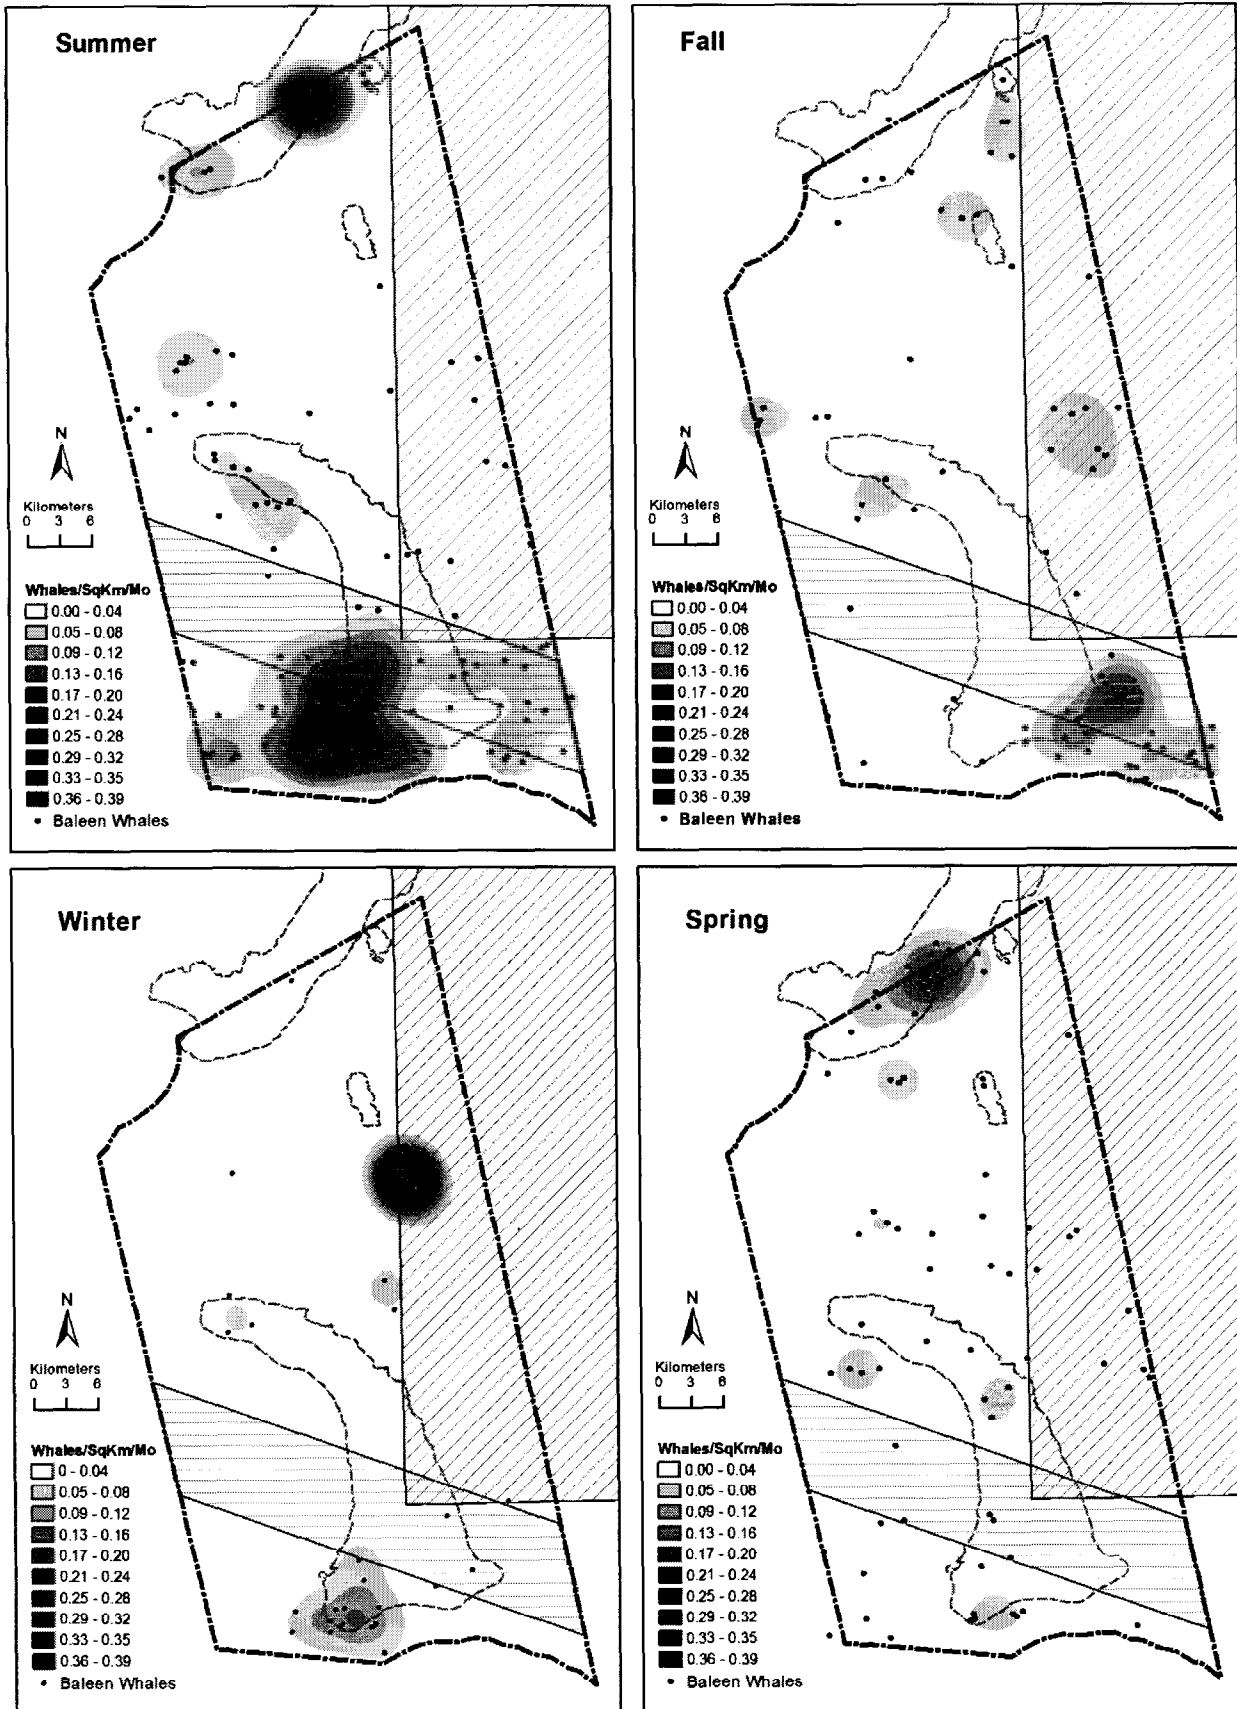 Summer
N
Kilometers
0 3 6
Whales/SqKm/Mo
0.00 - 0.04
0.05 - 0.08
0.09 - 0.12
0.13 - 0.16
0.17 - 0.20
0.21 - 0.24
0.25 - 0.28
0.29 - 0.32
0.33 - 0.35
0.36 - 0.39
Baleen Whales
Fall
N
Kilometers
0 3 6
Whales/SqKm/Mo
0.00 - 0.04
0.05 - 0.08
0.09 - 0.12
0.13 - 0.16
0.17 - 0.20
0.21 - 0.24
0.25 - 0.28
0.29 - 0.32
0.33 - 0.35
0.36 - 0.39
Baleen Whales
Winter
N
Kilometers
0 3 6
Whales/SqKm/Mo
0 - 0.04
0.05 - 0.08
0.09 - 0.12
0.13 - 0.16
0.17 - 0.20
0.21 - 0.24
0.25 - 0.28
0.29 - 0.32
0.33 - 0.35
0.36 - 0.39
Baleen Whales
Spring
N
Kilometers
0 3 6
Whales/SqKm/Mo
0.00 - 0.04
0.05 - 0.08
0.09 - 0.12
0.13 - 0.16
0.17 - 0.20
0.21 - 0.24
0.25 - 0.28
0.29 - 0.32
0.33 - 0.35
0.36 - 0.39
Baleen Whales